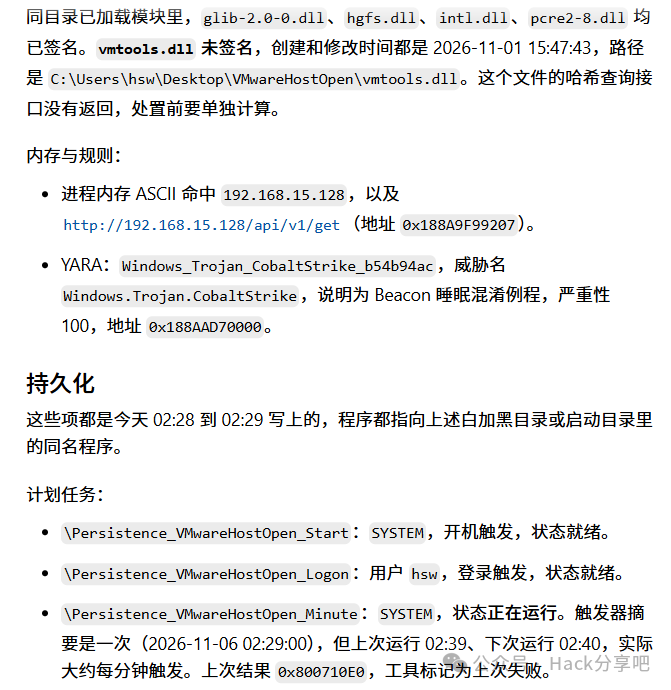 同目录已加载模块里，glib-2.0-0.dll、hgfs.dll、intl.dll、pcre2-8.dll 均
已签名。vmtools.dll 未签名，创建和修改时间都是 2026-11-01 15:47:43，路径
是 C:\Users\hsw\Desktop\VMwareHostOpen\vmtools.dll。这个文件的哈希查询接
口没有返回，处置前要单独计算。
内存与规则：
• 进程内存 ASCII 命中 192.168.15.128，以及
http://192.168.15.128/api/v1/get（地址 0x188A9F99207）。
• YARA：Windows_Trojan_CobaltStrike_b54b94ac，威胁名
Windows.Trojan.CobaltStrike，说明为 Beacon 睡眠混淆例程，严重性
100，地址 0x188AAD70000。
持久化
这些项都是今天 02:28 到 02:29 写上的，程序都指向上述白加黑目录或启动目录里
的同名程序。
计划任务：
• \Persistence_VMwareHostOpen_Start：SYSTEM，开机触发，状态就绪。
• \Persistence_VMwareHostOpen_Logon：用户 hsw，登录触发，状态就绪。
• \Persistence_VMwareHostOpen_Minute：SYSTEM，状态正在运行。触发器摘
要是一次（2026-11-06 02:29:00），但上次运行 02:39、下次运行 02:40，实际
大约每分钟触发。上次结果 0x800710E0，工具标记为上次失败。
公众号 · Hack分享吧